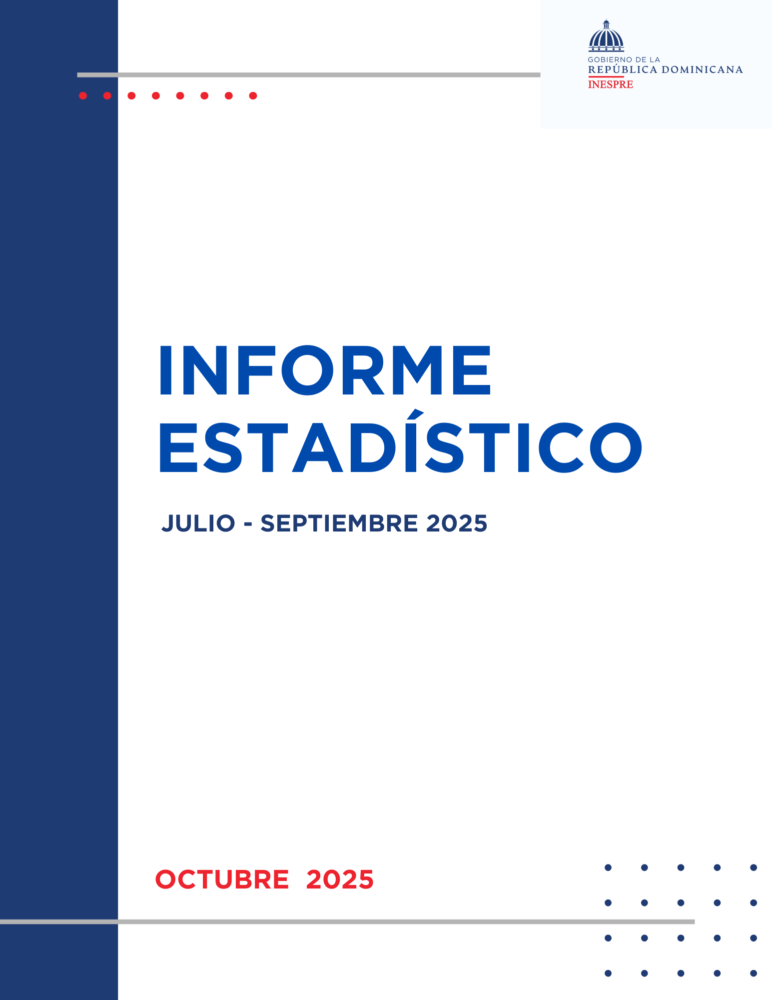 GOBIERNO DE LA
REPÚBLICA DOMINICANA
INESPRE
INFORME
ESTADÍSTICO
JULIO - SEPTIEMBRE 2025
OCTUBRE 2025